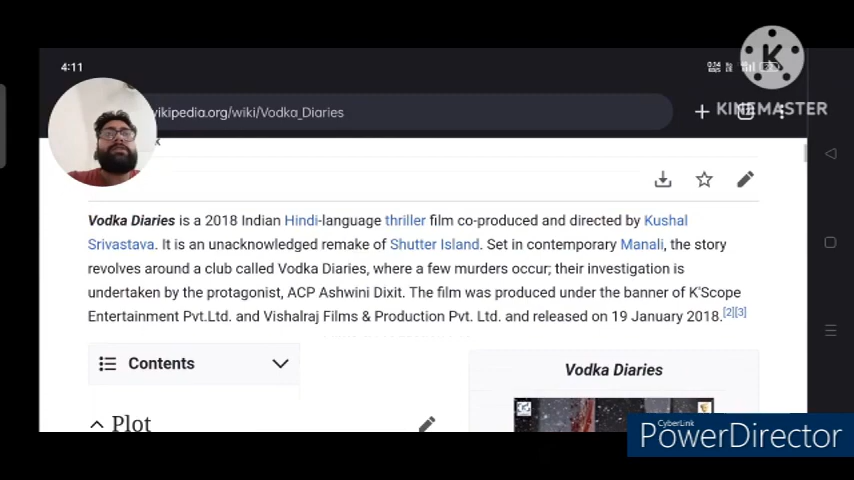 4:11
KINEMASTER
wikipedia.org/wiki/Vodka_Diaries
Vodka Diaries is a 2018 Indian Hindi-language thriller film co-produced and directed by Kushal
Srivastava. It is an unacknowledged remake of Shutter Island. Set in contemporary Manali, the story
revolves around a club called Vodka Diaries, where a few murders occur; their investigation is
undertaken by the protagonist, ACP Ashwini Dixit. The film was produced under the banner of K'Scope
Entertainment Pvt.Ltd. and Vishalraj Films & Production Pvt. Ltd. and released on 19 January 2018.[2][3]
Contents
Vodka Diaries
Plot
CyberLink
PowerDirector